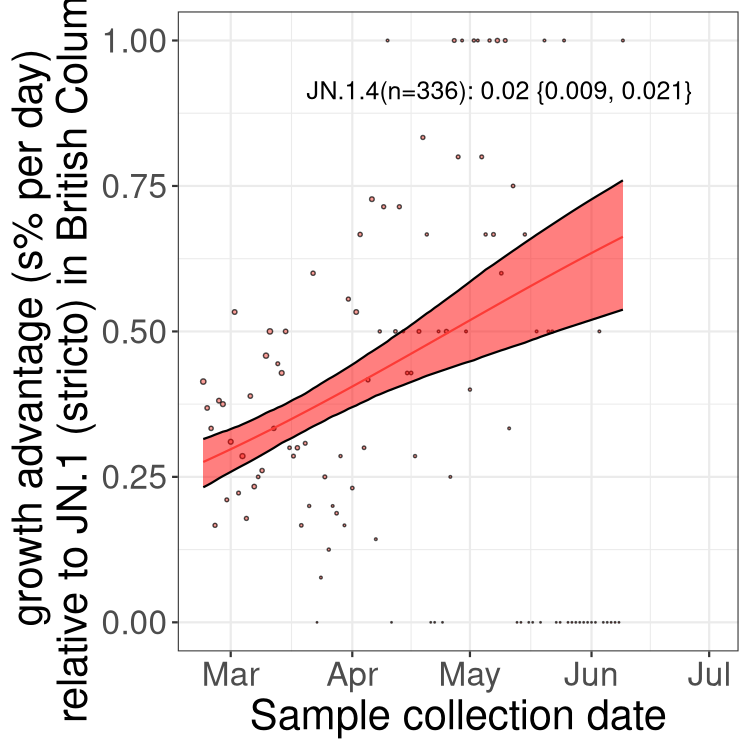 growth advantage (s% per day)
relative to JN.1 (stricto) in British Colum
1.00
0.75
0.50
0.25
0.00
JN.1.4(n=336): 0.02 {0.009, 0.021}
Mar Apr May Jun Jul
Sample collection date